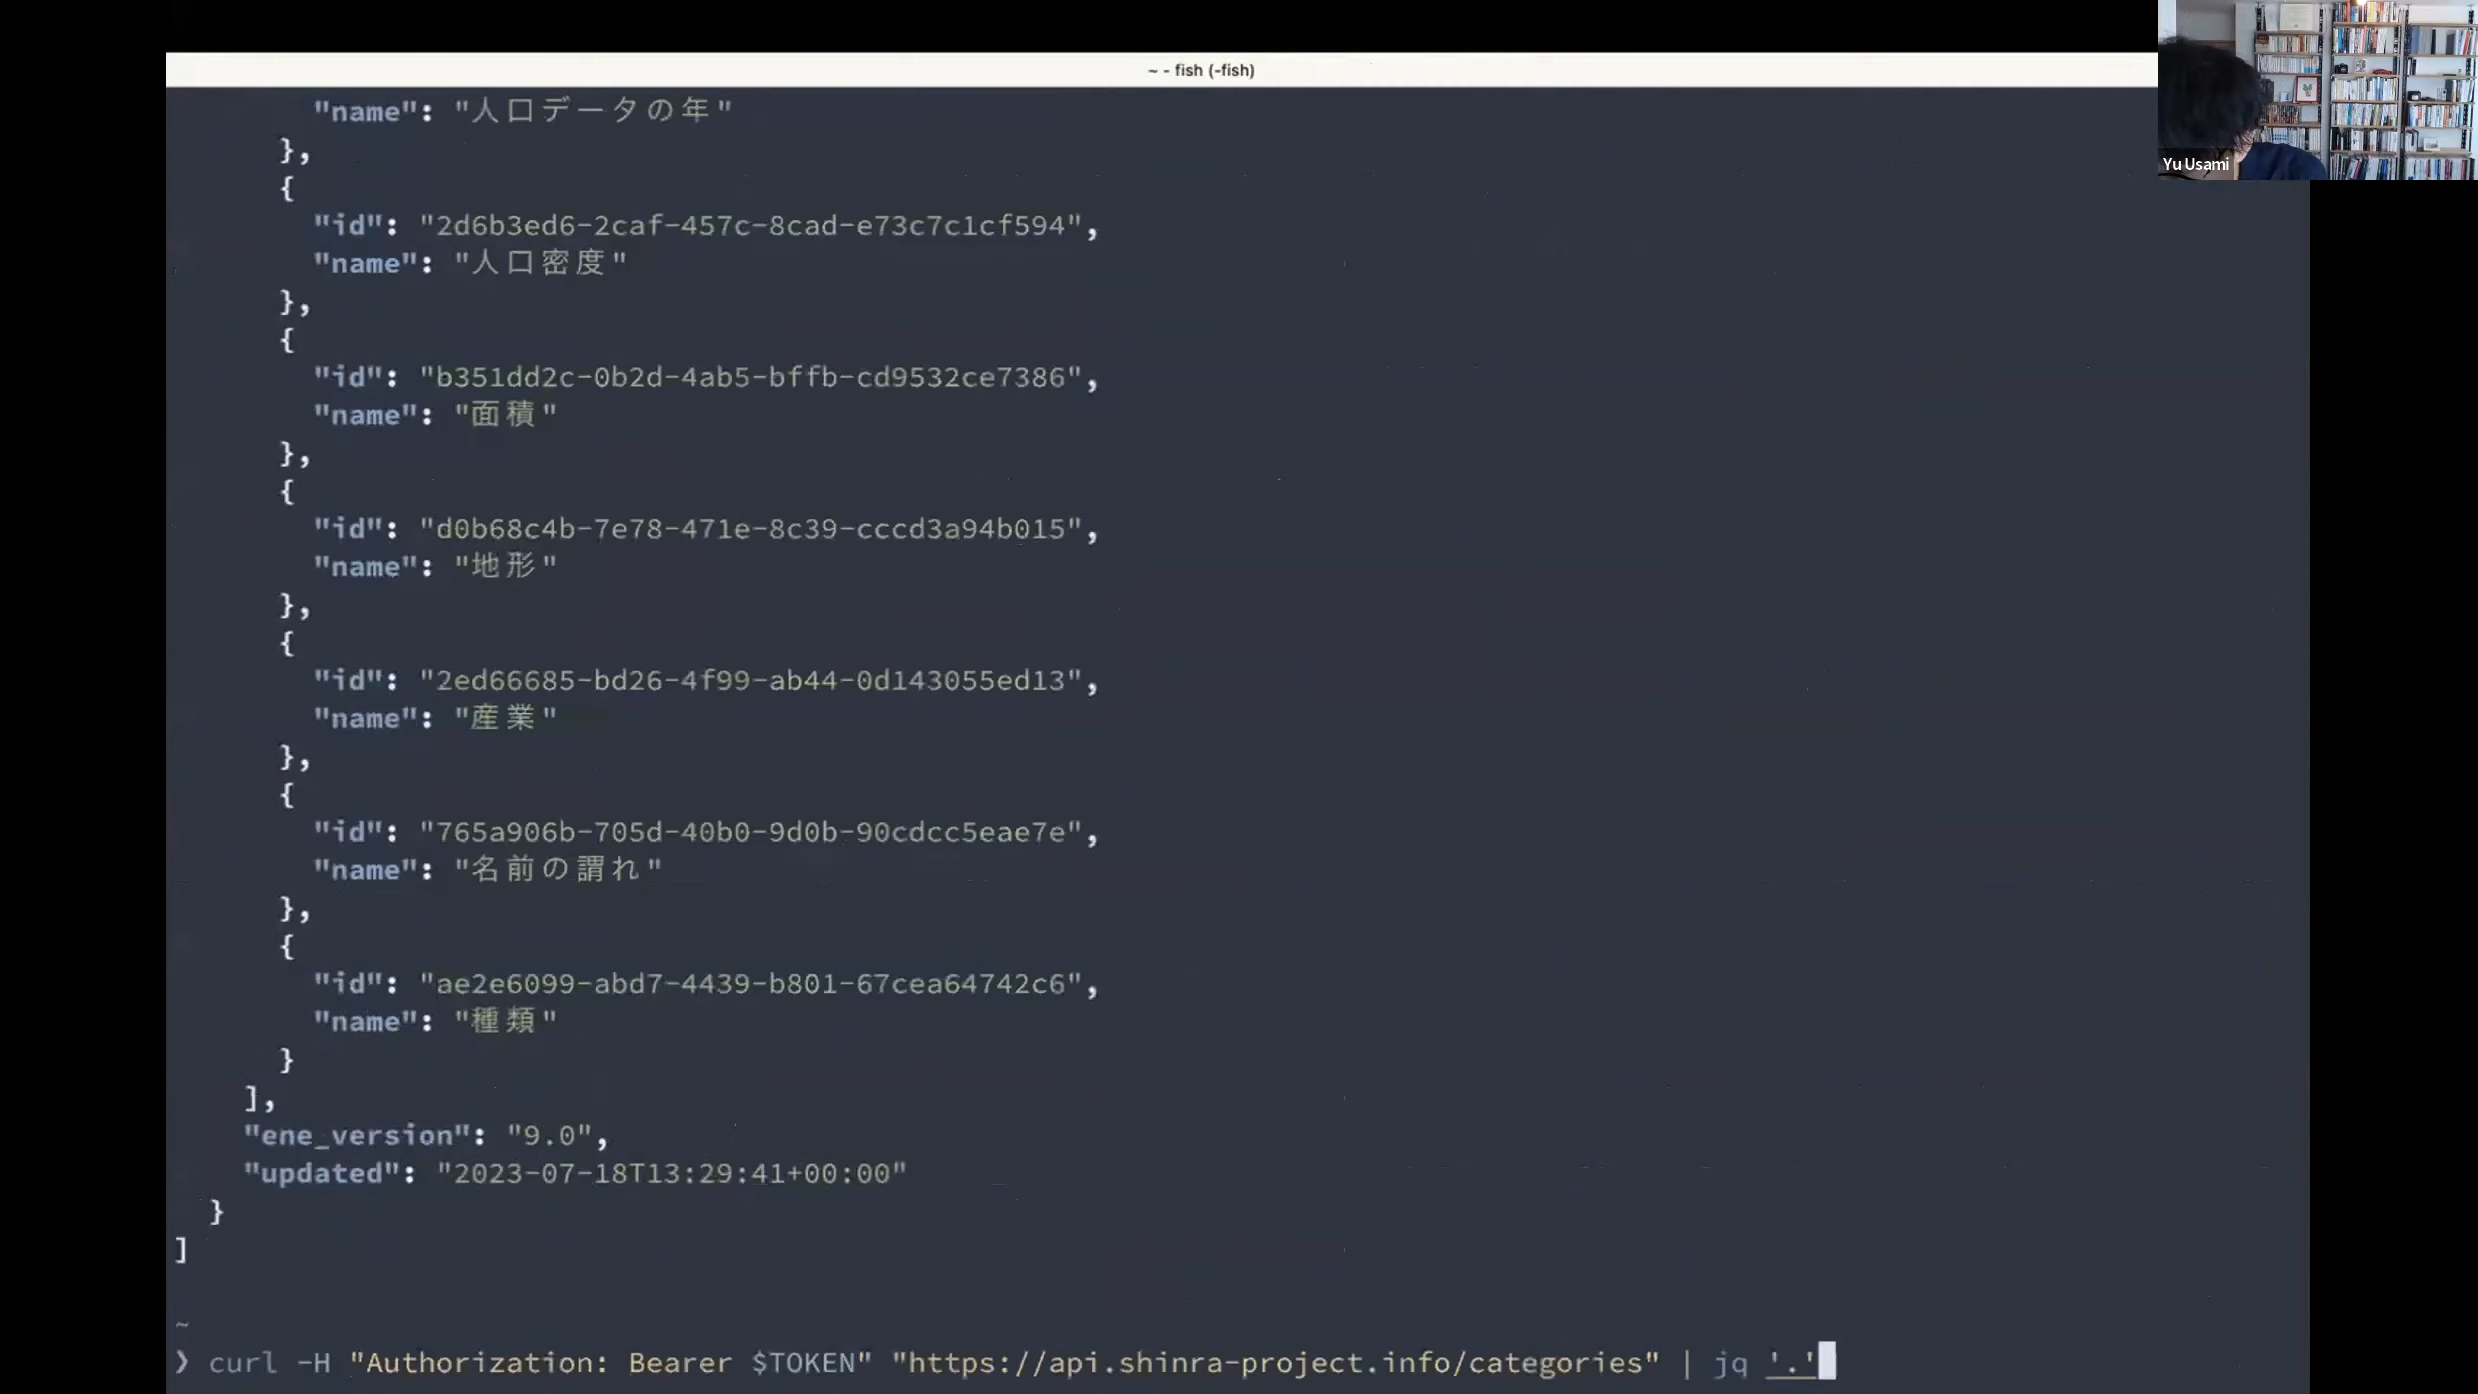 ~ - fish (-fish)
Yu Usami
"name": "人口データの年"
},
{
"id": "2d6b3ed6-2caf-457c-8cad-e73c7c1cf594",
"name": "人口密度"
},
{
"id": "b351dd2c-0b2d-4ab5-bffb-cd9532ce7386",
"name": "面積"
},
{
"id": "d0b68c4b-7e78-471e-8c39-cccd3a94b015",
"name": "地形"
},
{
"id": "2ed66685-bd26-4f99-ab44-0d143055ed13",
"name": "産業"
},
{
"id": "765a906b-705d-40b0-9d0b-90cdcc5eae7e",
"name": "名前の謂れ"
},
{
"id": "ae2e6099-abd7-4439-b801-67cea64742c6",
"name": "種類"
}
],
"ene_version": "9.0",
"updated": "2023-07-18T13:29:41+00:00"
}
]
~
❯ curl -H "Authorization: Bearer $TOKEN" "https://api.shinra-project.info/categories" | jq '.'